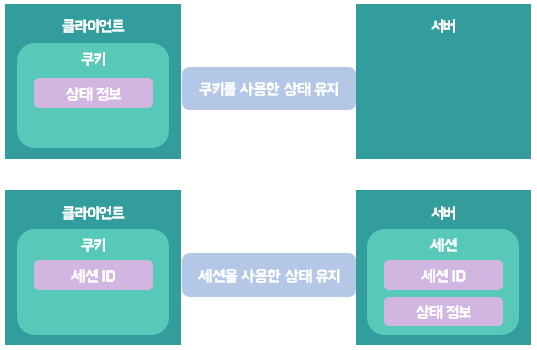 클라이언트
쿠키
상태 정보
쿠키를 사용한 상태 유지
서버
클라이언트
쿠키
세션 ID
세션을 사용한 상태 유지
서버
세션
세션 ID
상태 정보